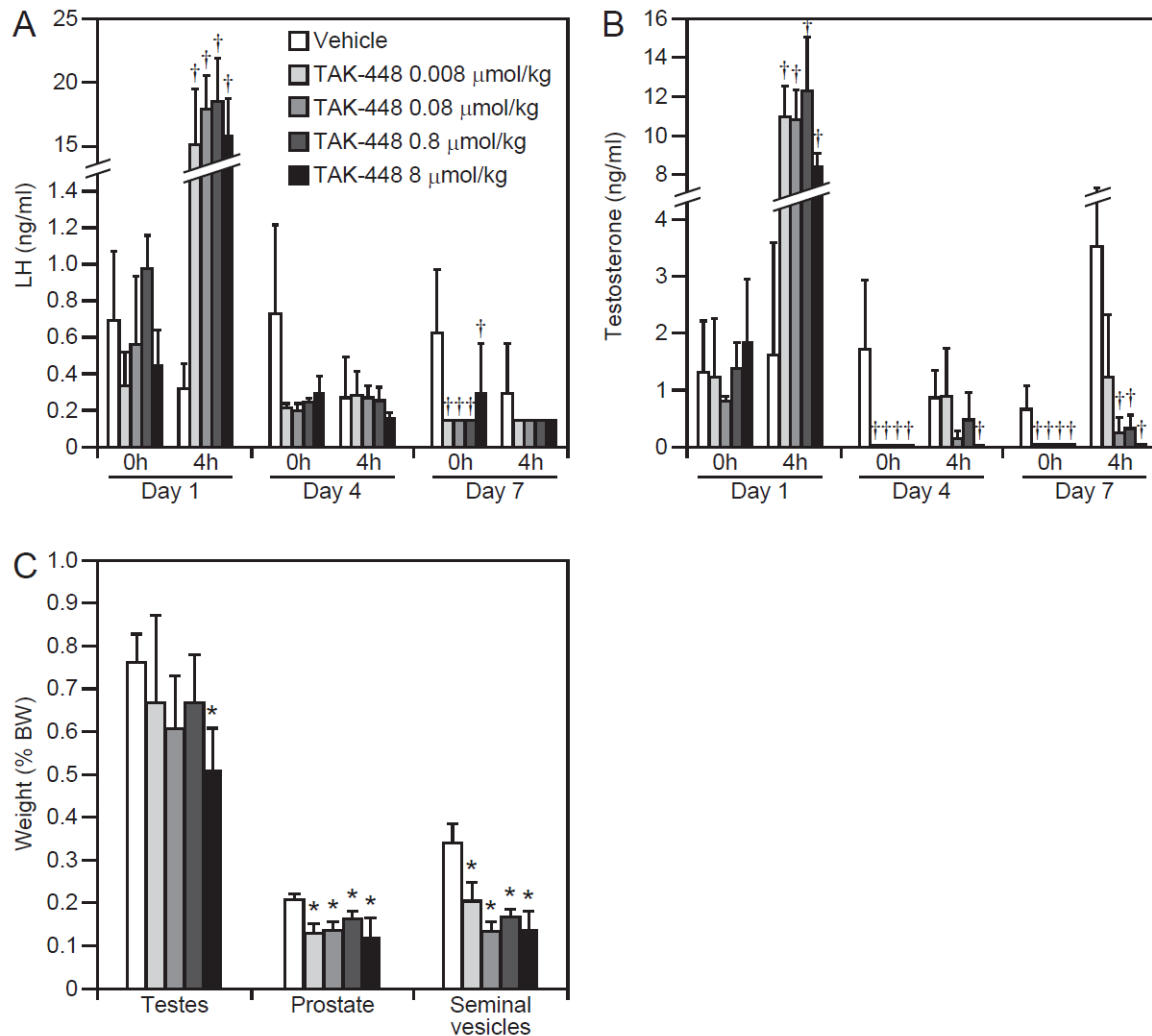 A
25
20
15
1.4
1.2
1.0
0.8
0.6
0.4
0.2
0
LH (ng/ml)
Vehicle
TAK-448 0.008 μmol/kg
TAK-448 0.08 μmol/kg
TAK-448 0.8 μmol/kg
TAK-448 8 μmol/kg
† † † †
††† †
0h 4h 0h 4h 0h 4h
Day 1 Day 4 Day 7
B
16
14
12
10
8
4
3
2
1
0
Testosterone (ng/ml)
† † † †
†††† † †††† † † †
0h 4h 0h 4h 0h 4h
Day 1 Day 4 Day 7
C
1.0
0.9
0.8
0.7
0.6
0.5
0.4
0.3
0.2
0.1
0
Weight (% BW)
*
* * * *
* * * *
Testes Prostate Seminal
vesicles